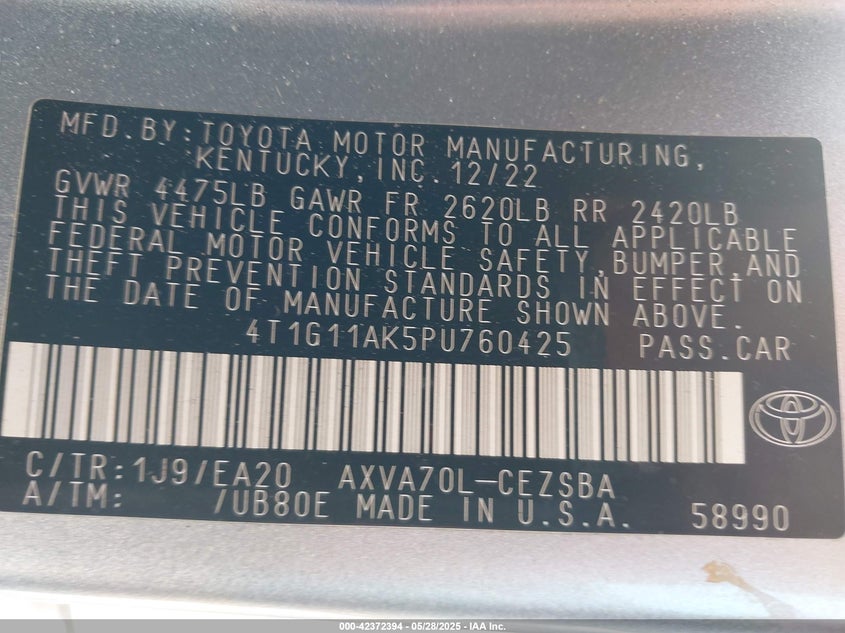 MFD.BY:TOYOTA MOTOR MANUFACTURING,
KENTUCKY,INC.12/22
GVWR 4475LB GAWR FR 2620LB RR 2420LB
THIS VEHICLE CONFORMS TO ALL APPLICABLE
FEDERAL MOTOR VEHICLE SAFETY,BUMPER,AND
THEFT PREVENTION STANDARDS IN EFFECT ON
THE DATE OF MANUFACTURE SHOWN ABOVE.
4T1G11AK5PU760425 PASS.CAR
C/TR:1J9/EA20 AXVA70L-CEZSBA
A/TM: /UB80E MADE IN U.S.A. 58990
000-42372394 | 05/28/2025 - IAA Inc.